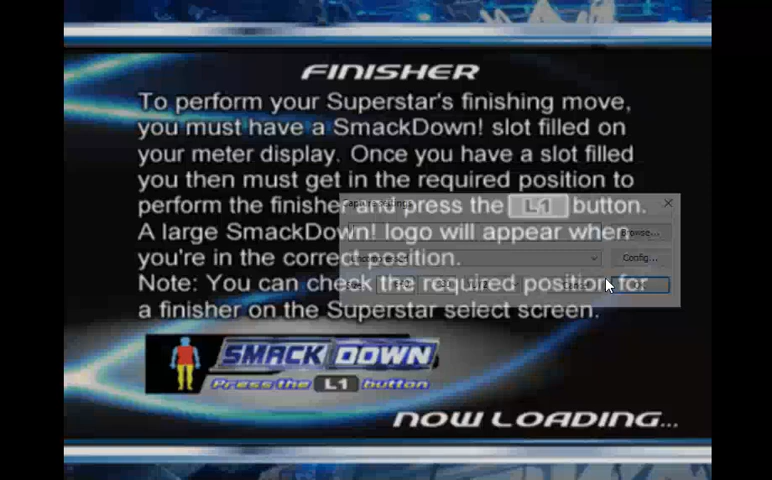 FINISHER
To perform your Superstar's finishing move,
you must have a SmackDown! slot filled on
your meter display. Once you have a slot filled
you then must get in the required position to
perform the finisher and press the L1 button.
A large SmackDown! logo will appear when
you're in the correct position.
Note: You can check the required position for
a finisher on the Superstar select screen.
Capture settings
Browse...
Uncompressed
Config...
SMACK DOWN
Press the L1 button
NOW LOADING...